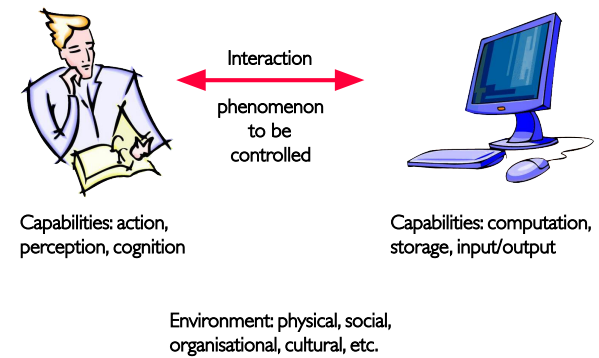 Interaction
phenomenon
to be
controlled
Capabilities: action,
perception, cognition
Capabilities: computation,
storage, input/output
Environment: physical, social,
organisational, cultural, etc.